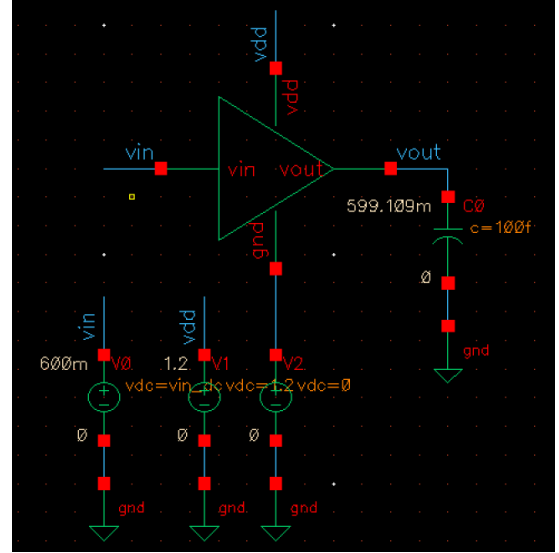 vdd
vdd
vin
vin
vout
vout
gnd
599.109m
C0
c=100f
0
gnd
vin
vdd
600m
V0
1.2
V1
V2
vdc=vin_dc
vdc=1.2
vdc=0
0
0
0
gnd
gnd
gnd